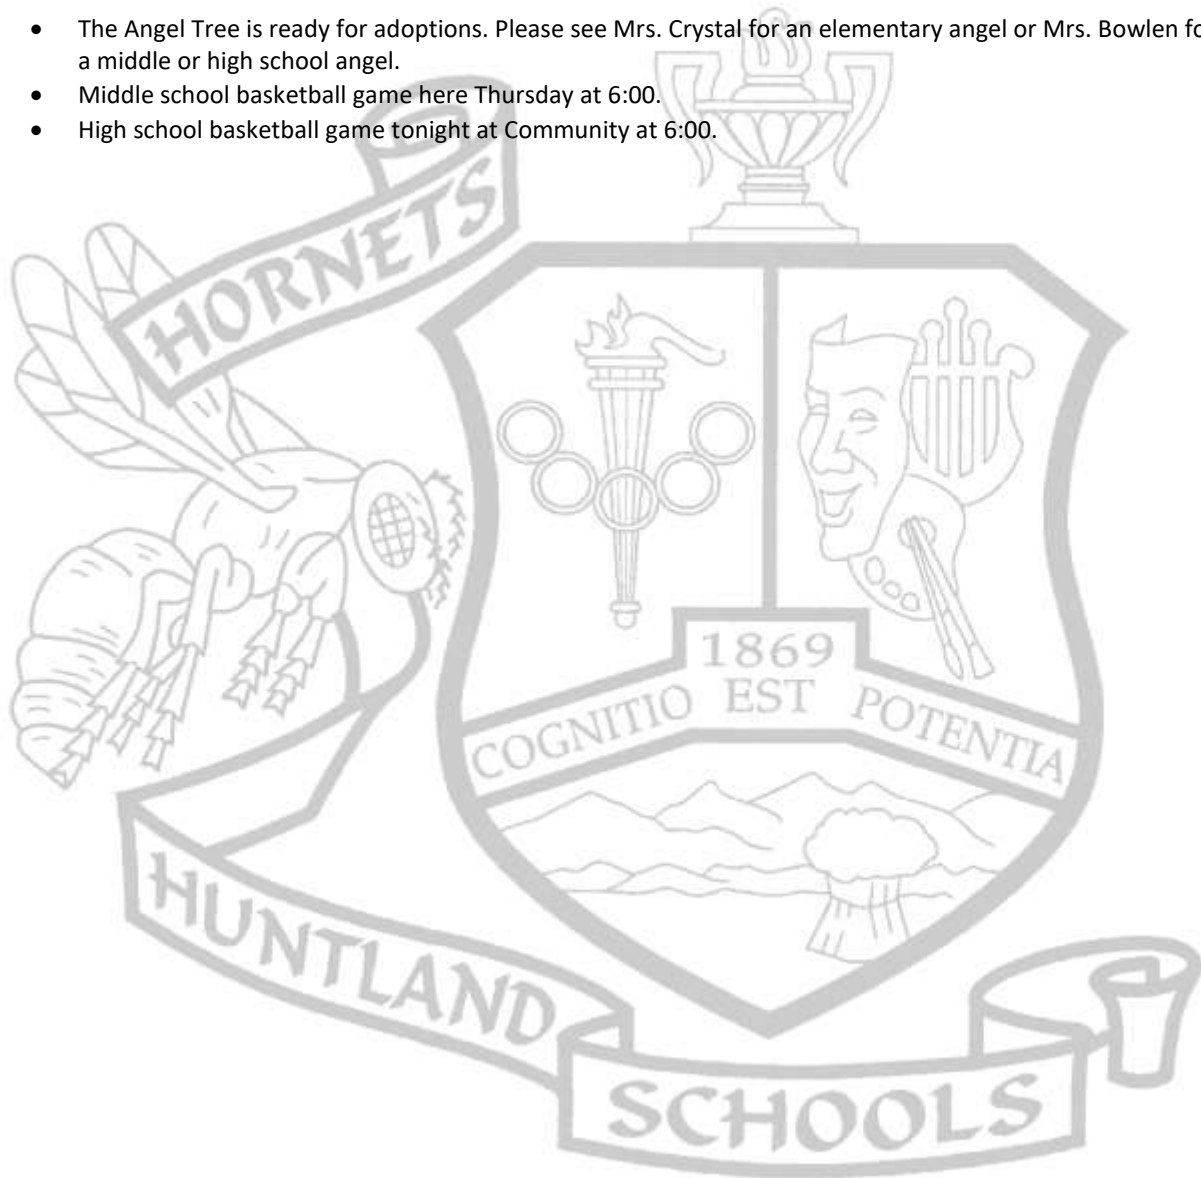 • The Angel Tree is ready for adoptions. Please see Mrs. Crystal for an elementary angel or Mrs. Bowlen
a middle or high school angel.
• Middle school basketball game here Thursday at 6:00.
• High school basketball game tonight at Community at 6:00.
HORNETS
1869
COGNITIO EST POTENTIA
HUNTLAND
SCHOOLS